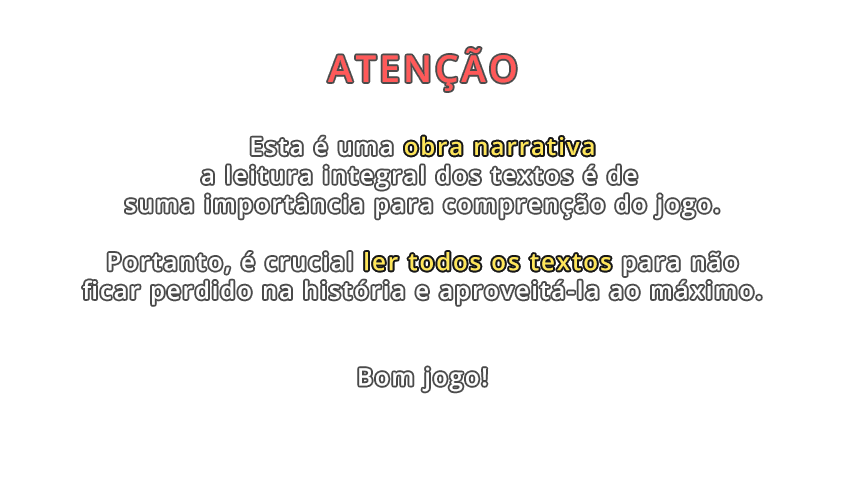 ATENÇÃO
Esta é uma obra narrativa
a leitura integral dos textos é de
suma importância para comprenção do jogo.
Portanto, é crucial ler todos os textos para não
ficar perdido na história e aproveitá-la ao máximo.
Bom jogo!